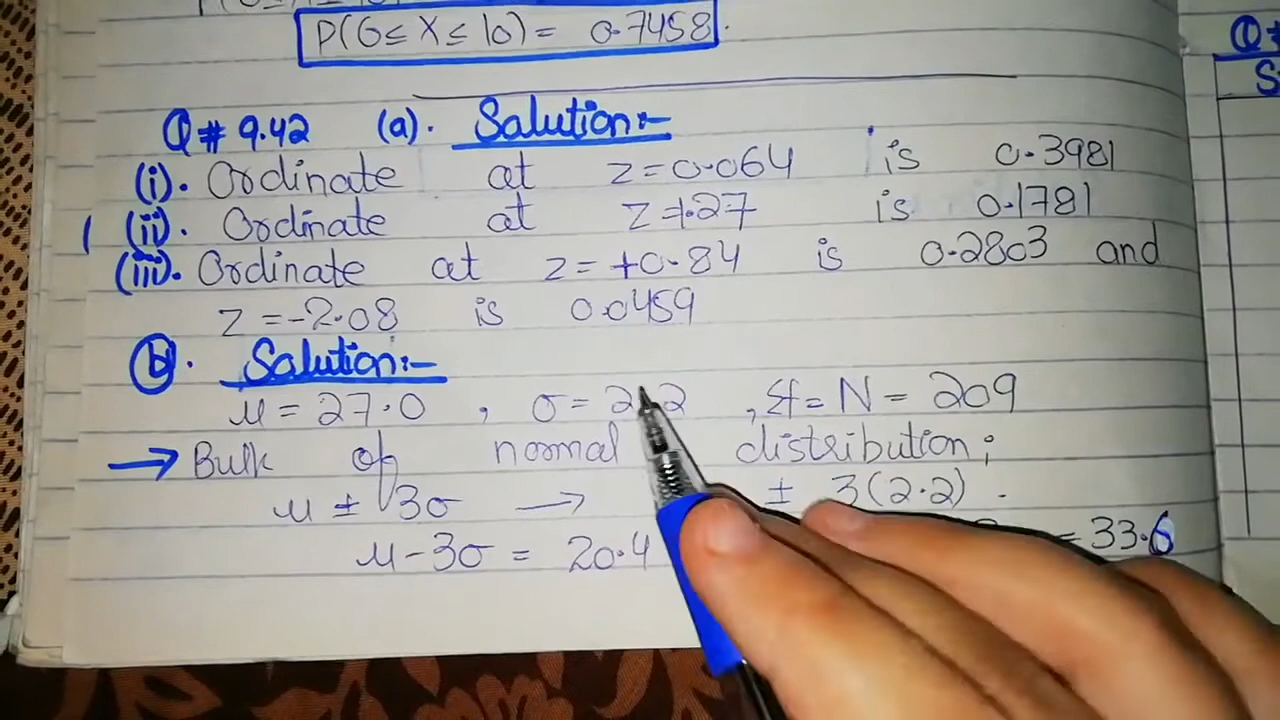 P(6≤ X ≤ 10) = 0.7458.
Q # 9.42 (a). Salution:-
(i). Ordinate at z=0.064 is 0.3981
(ii). Ordinate at z=1.27 is 0.1781
(iii). Ordinate at z = +0.84 is 0.2803 and
z = -2.08 is 0.0459
(b). Salution:-
μ = 27.0 , σ = 2.2 , Σf = N = 209
→ Bulk of normal distribution;
μ ± 3σ → ± 3(2.2) .
μ - 3σ = 20.4 = 33.6
Q #
S